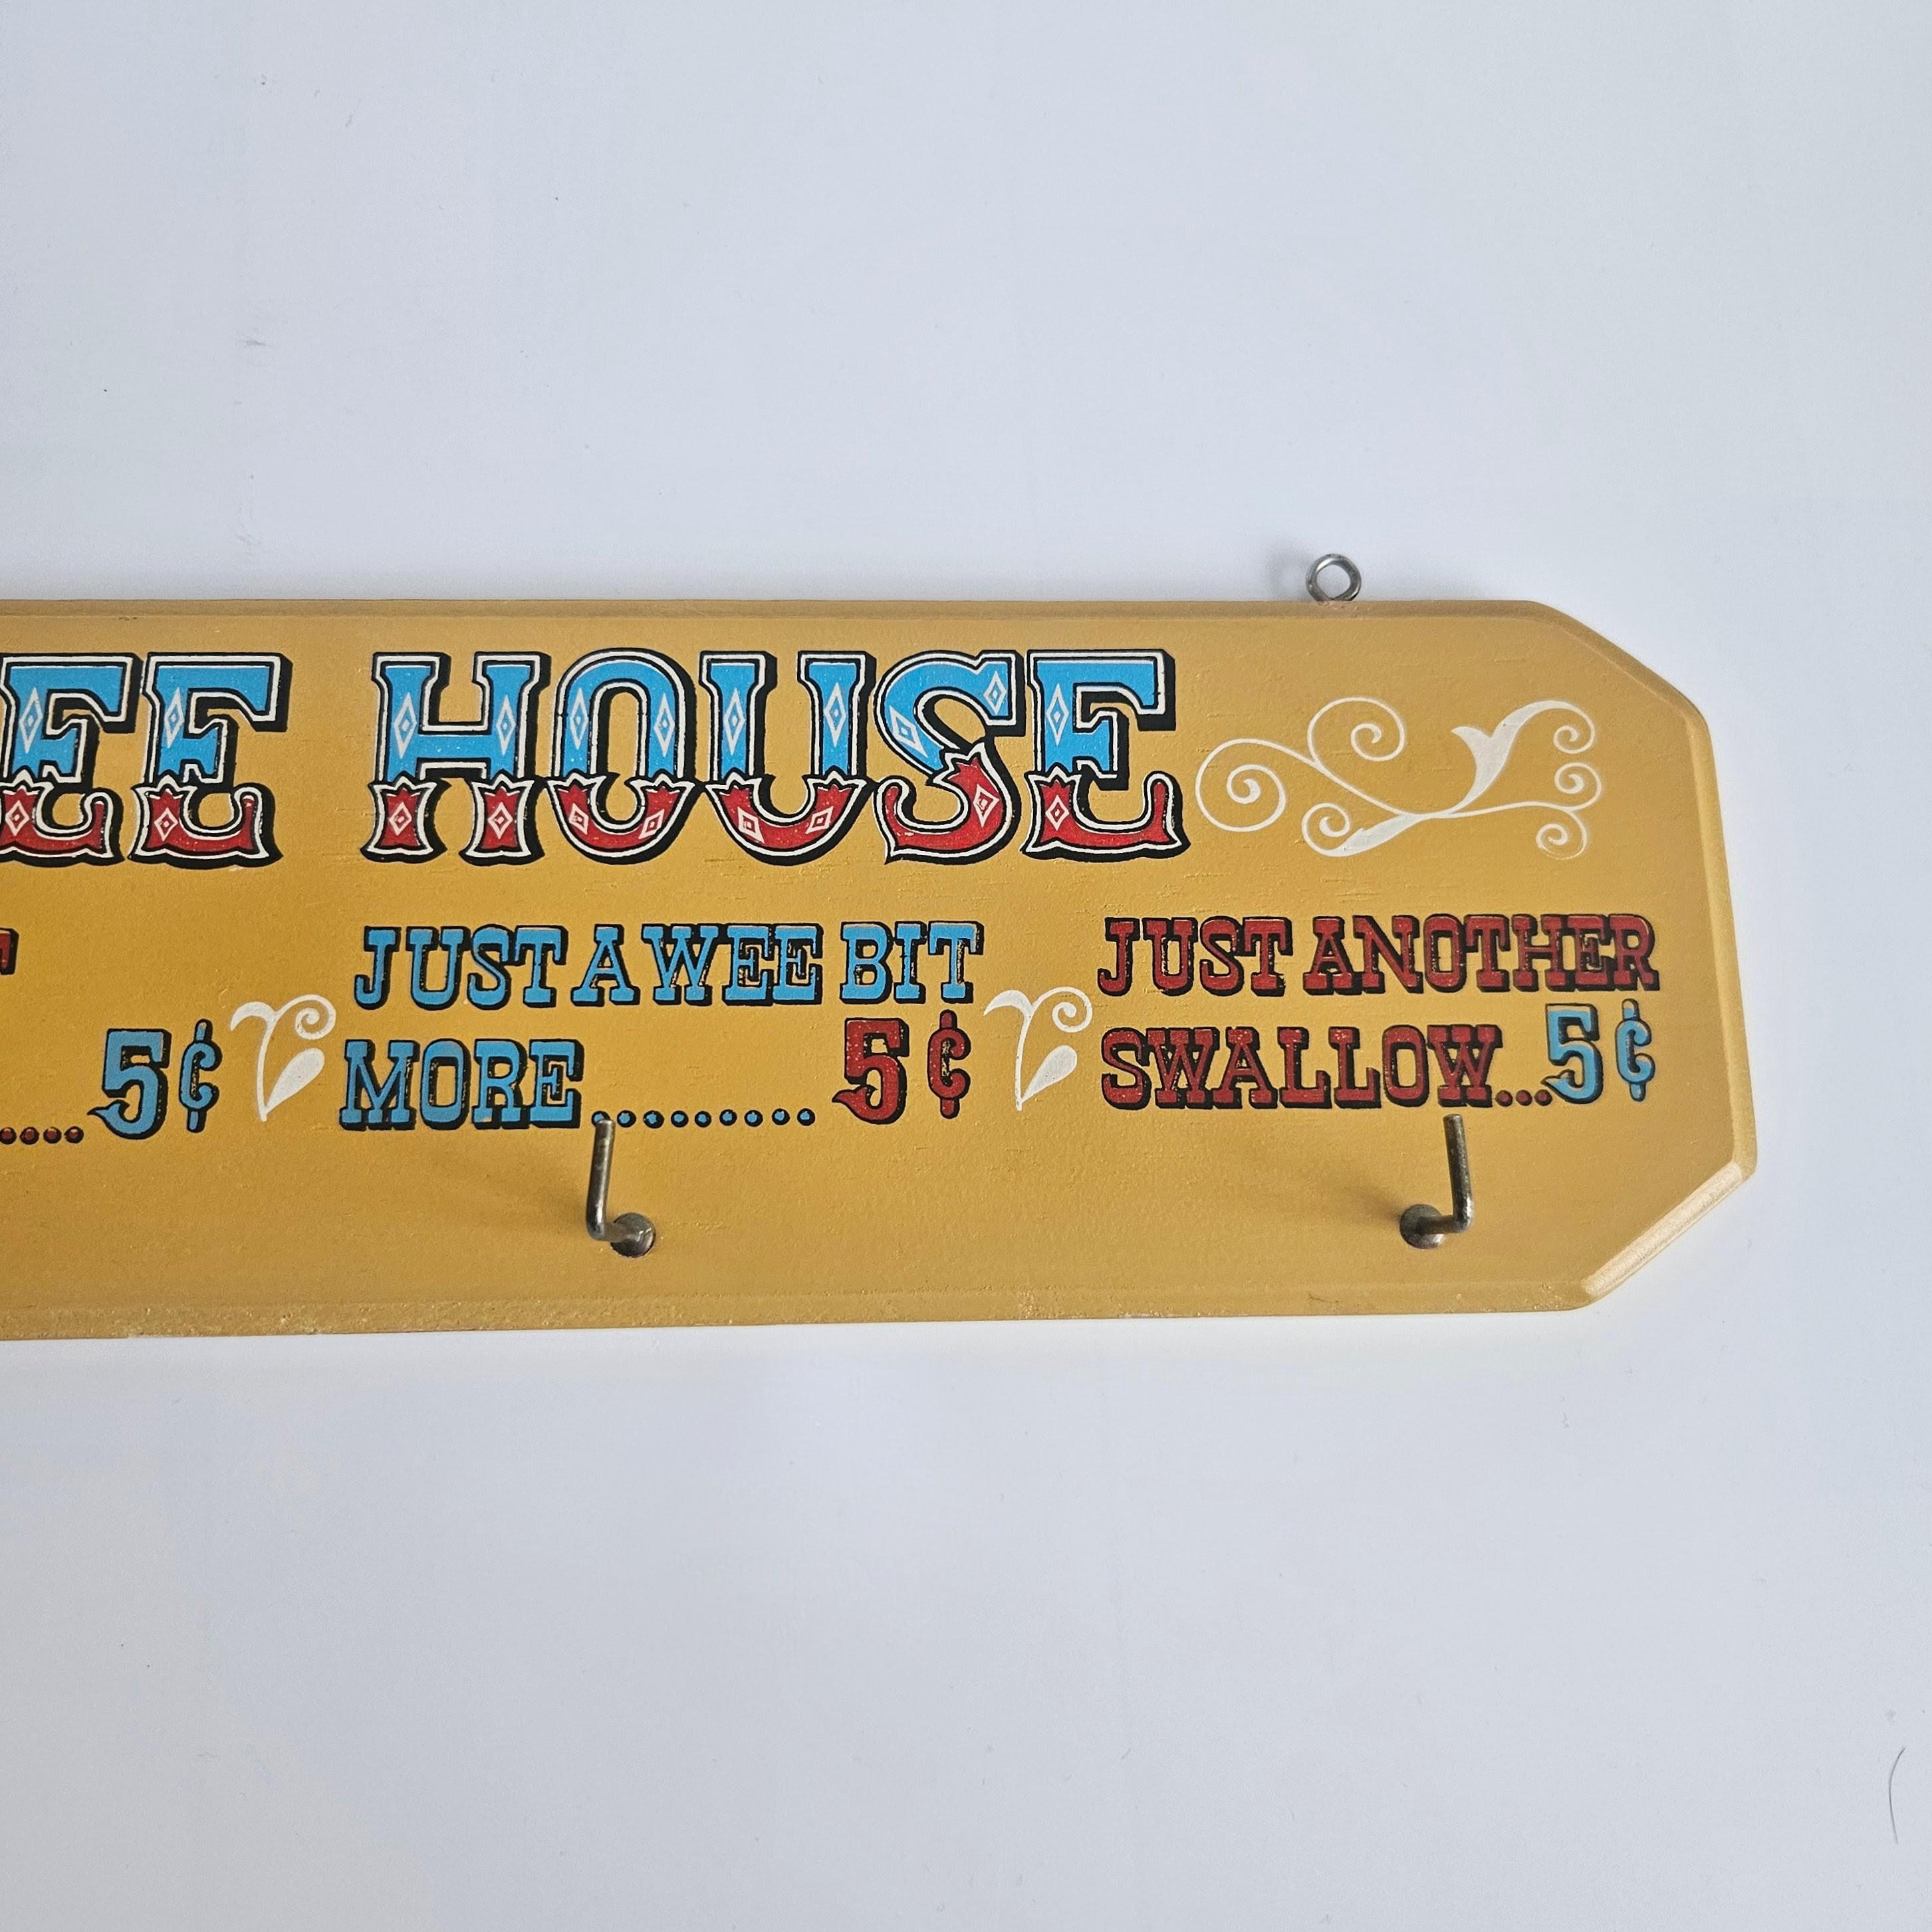 EE HOUSE
JUST A WEE BIT
MORE ......... 5¢
JUST ANOTHER
SWALLOW...5¢
T
....5¢